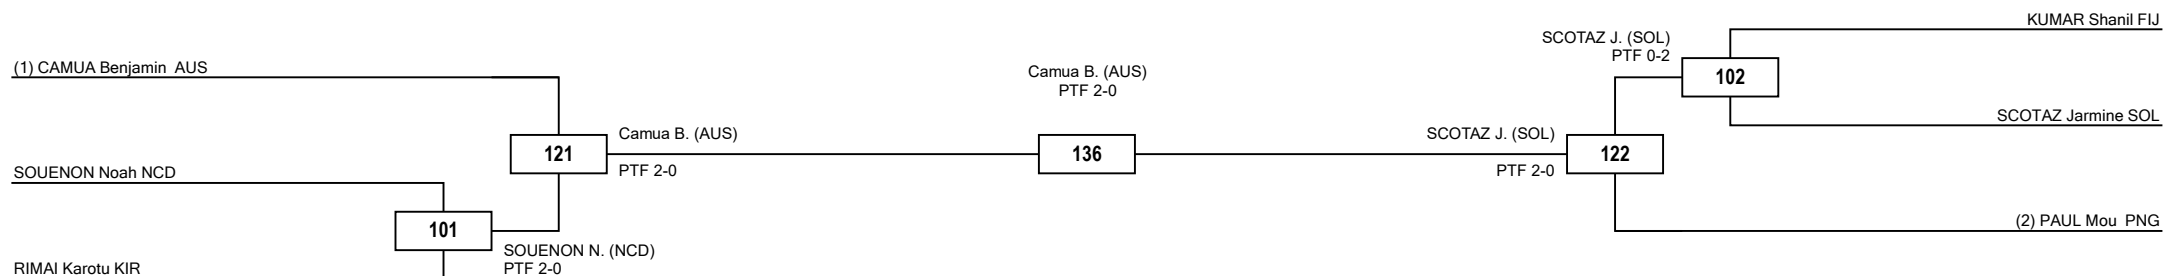 KUMAR Shanil FIJ
SCOTAZ J. (SOL)
PTF 0-2
(1) CAMUA Benjamin AUS
Camua B. (AUS)
PTF 2-0
102
SCOTAZ Jarmine SOL
Camua B. (AUS)
SCOTAZ J. (SOL)
121
136
122
PTF 2-0
PTF 2-0
SOUENON Noah NCD
(2) PAUL Mou PNG
101
SOUENON N. (NCD)
RIMAI Karotu KIR
PTF 2-0